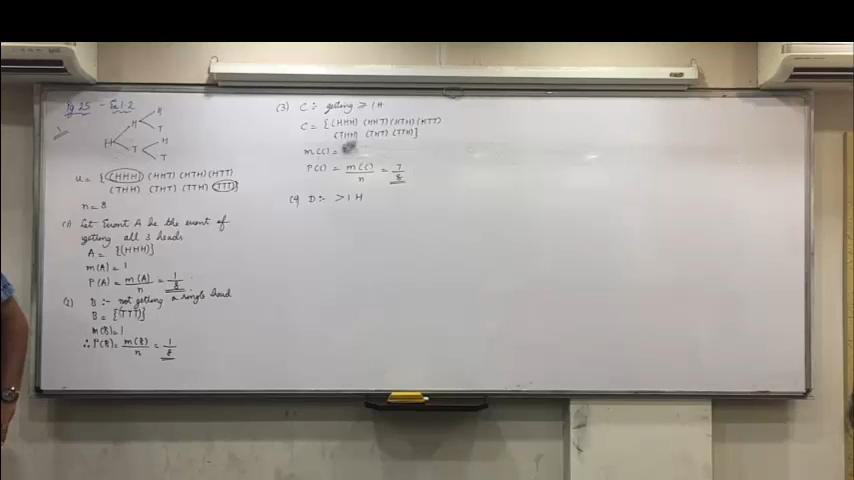 Pg 25 - Ex 1.2
1
H
H
T
H
H
T
T
U = { (HHH) (HHT) (HTH) (HTT)
(THH) (THT) (TTH) (TTT)}
n = 8
(1) Let Event A be the event of
getting all 3 heads
A = {(HHH)}
m(A) = 1
P(A) = m(A)/n = 1/8
(2) B :- not getting a single head
B = {(TTT)}
m(B) = 1
∴ P(B) = m(B)/n = 1/8
(3) C :- getting ≥ 1 H
C = { (HHH) (HHT) (HTH) (HTT)
(THH) (THT) (TTH)}
m(C) =
P(C) = m(C)/n = 7/8
(4) D :- > 1 H